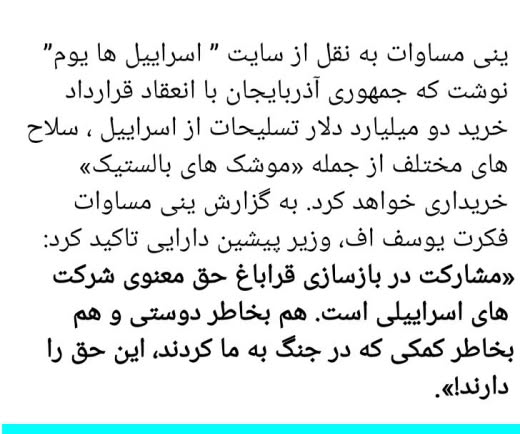 ینی مساوات به نقل از سایت ” اسراییل ها یوم”
نوشت که جمهوری آذربایجان با انعقاد قرارداد
خرید دو میلیارد دلار تسلیحات از اسراییل ، سلاح
های مختلف از جمله «موشک های بالستیک»
خریداری خواهد کرد. به گزارش ینی مساوات
فکرت یوسف اف، وزیر پیشین دارایی تاکید کرد:
«مشارکت در بازسازی قراباغ حق معنوی شرکت
های اسراییلی است. هم بخاطر دوستی و هم
بخاطر کمکی که در جنگ به ما کردند، این حق را
دارند!».